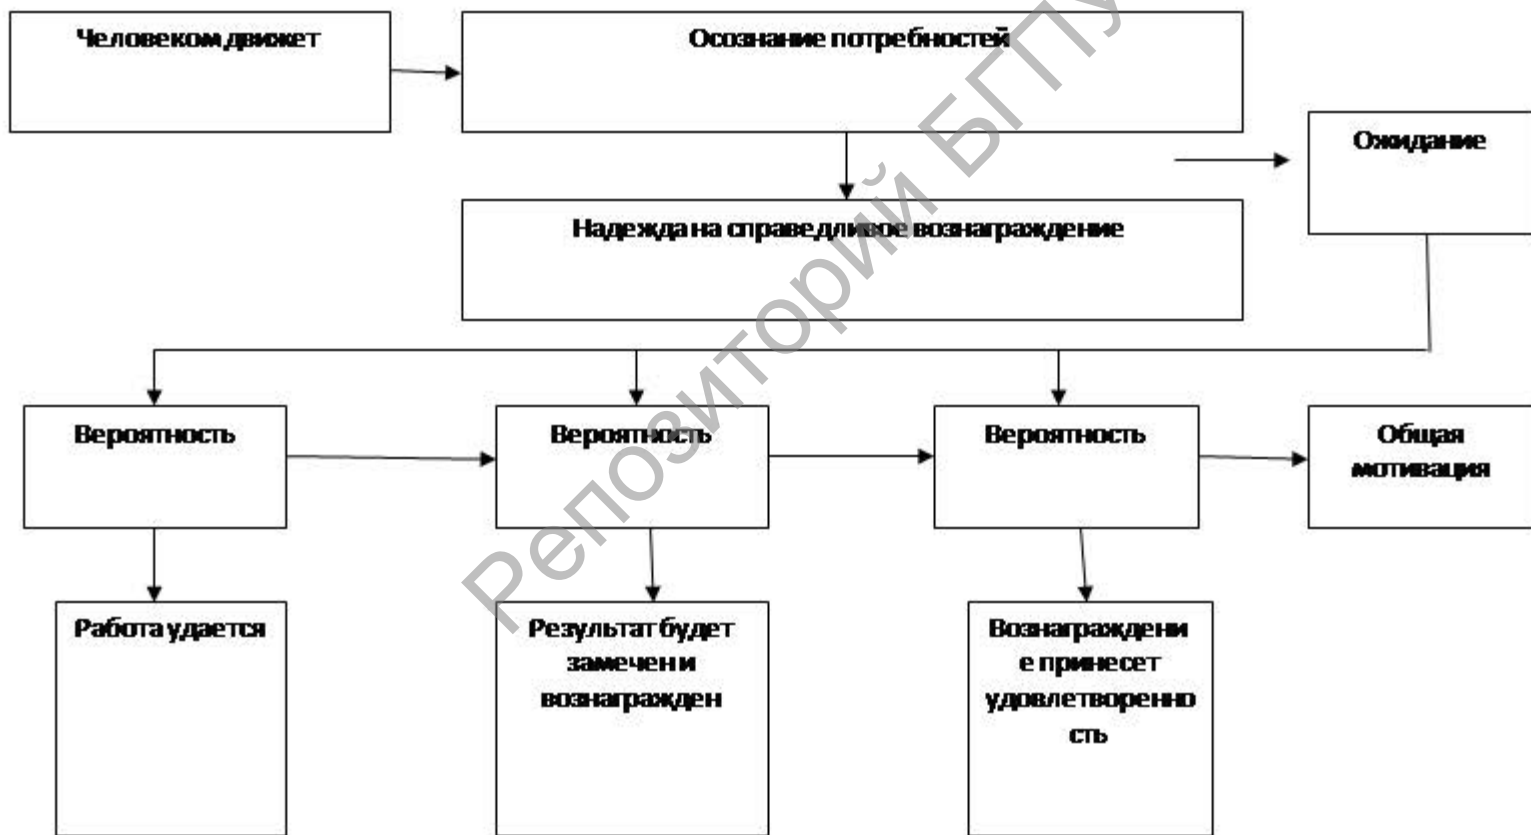 Человеком движет
Осознание потребностей
Ожидание
Надежда на справедливое вознаграждение
Вероятность
Вероятность
Вероятность
Общая
мотивация
Работа удается
Результат будет
замечен и
вознагражден
Вознаграждени
е принесет
удовлетворенно
сть
Репозиторий БГПУ